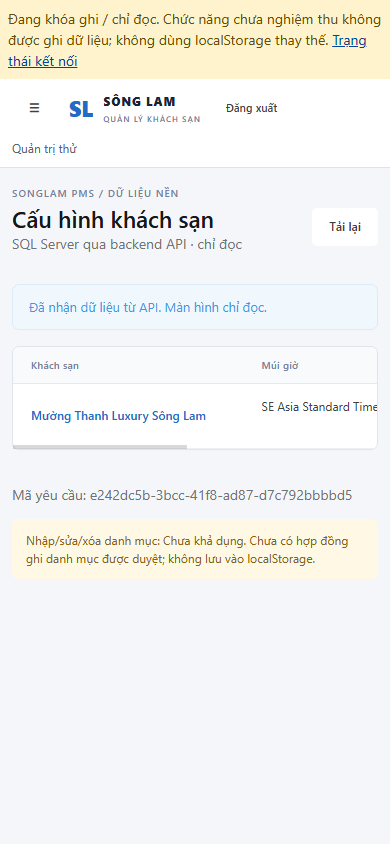 Đang khóa ghi / chỉ đọc. Chức năng chưa nghiệm thu không
được ghi dữ liệu; không dùng localStorage thay thế. Trạng
thái kết nối
☰
SL
SÔNG LAM
QUẢN LÝ KHÁCH SẠN
Đăng xuất
Quản trị thử
SONGLAM PMS / DỮ LIỆU NỀN
Cấu hình khách sạn
SQL Server qua backend API · chỉ đọc
Tải lại
Đã nhận dữ liệu từ API. Màn hình chỉ đọc.
Khách sạn
Múi giờ
Mường Thanh Luxury Sông Lam
SE Asia Standard Time
Mã yêu cầu: e242dc5b-3bcc-41f8-ad87-d7c792bbbbd5
Nhập/sửa/xóa danh mục: Chưa khả dụng. Chưa có hợp đồng
ghi danh mục được duyệt; không lưu vào localStorage.